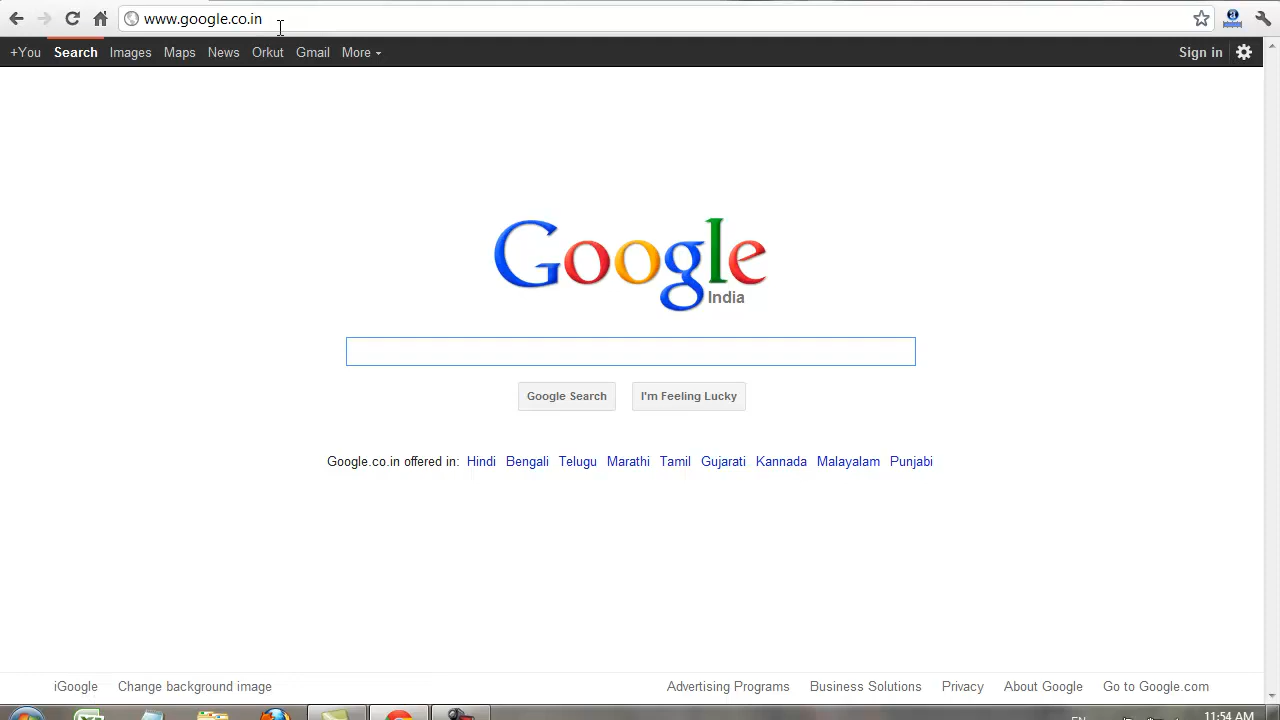 www.google.co.in
+You Search Images Maps News Orkut Gmail More Sign in
Google
India
Google Search I'm Feeling Lucky
Google.co.in offered in: Hindi Bengali Telugu Marathi Tamil Gujarati Kannada Malayalam Punjabi
iGoogle Change background image Advertising Programs Business Solutions Privacy About Google Go to Google.com
EN 11:54 AM